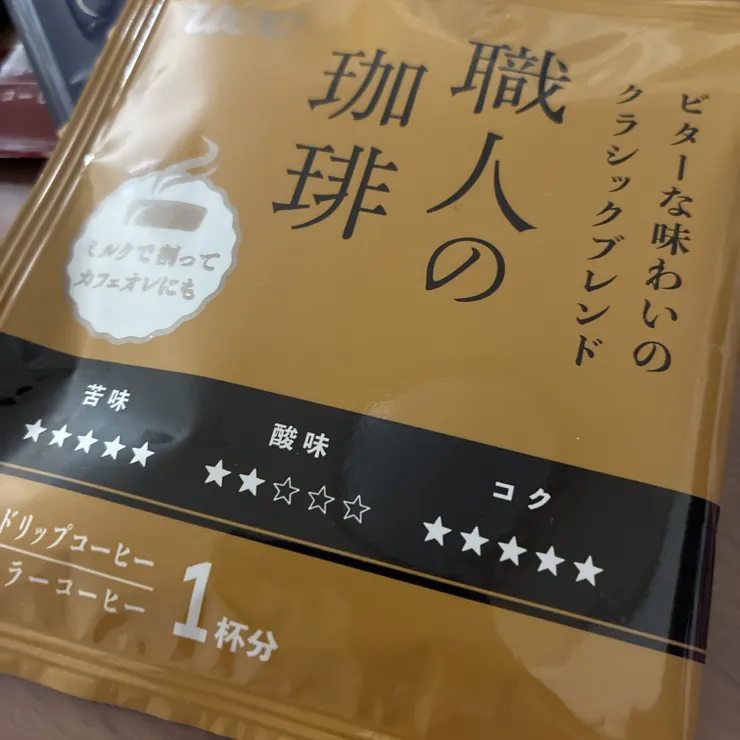 UCC
職人の
珈琲
ビターな味わいの
クラシックブレンド
ミルクで割って
カフェオレにも
苦味
★★★★★
酸味
★★☆☆☆
コク
★★★★★
ドリップコーヒー
ラーコーヒー
1杯分